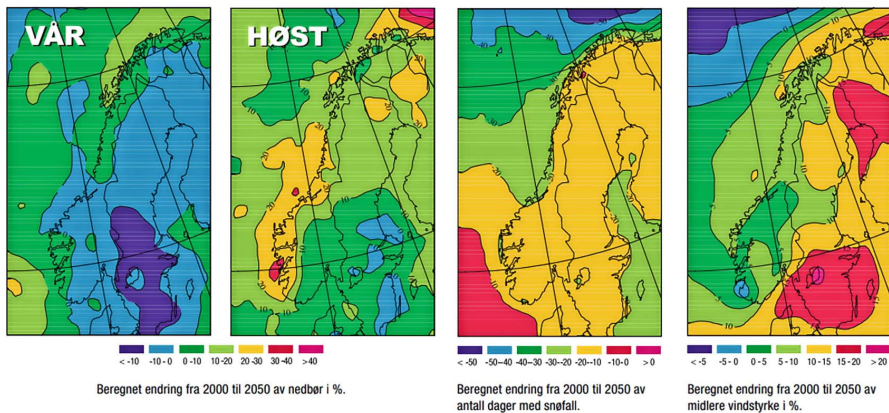 VÅR
HØST
< -10 -10- 0 0-10 10-20 20-30 30-40 >40
Beregnet endring fra 2000 til 2050 av nedbør i %.
< -50 -50--40 -40--30 -30--20 -20--10 -10-0 > 0
Beregnet endring fra 2000 til 2050 av
antall dager med snøfall.
< -5 -5 - 0 0 - 5 5 - 10 10-15 15-20 > 20
Beregnet endring fra 2000 til 2050 av
midlere vindstyrke i %.